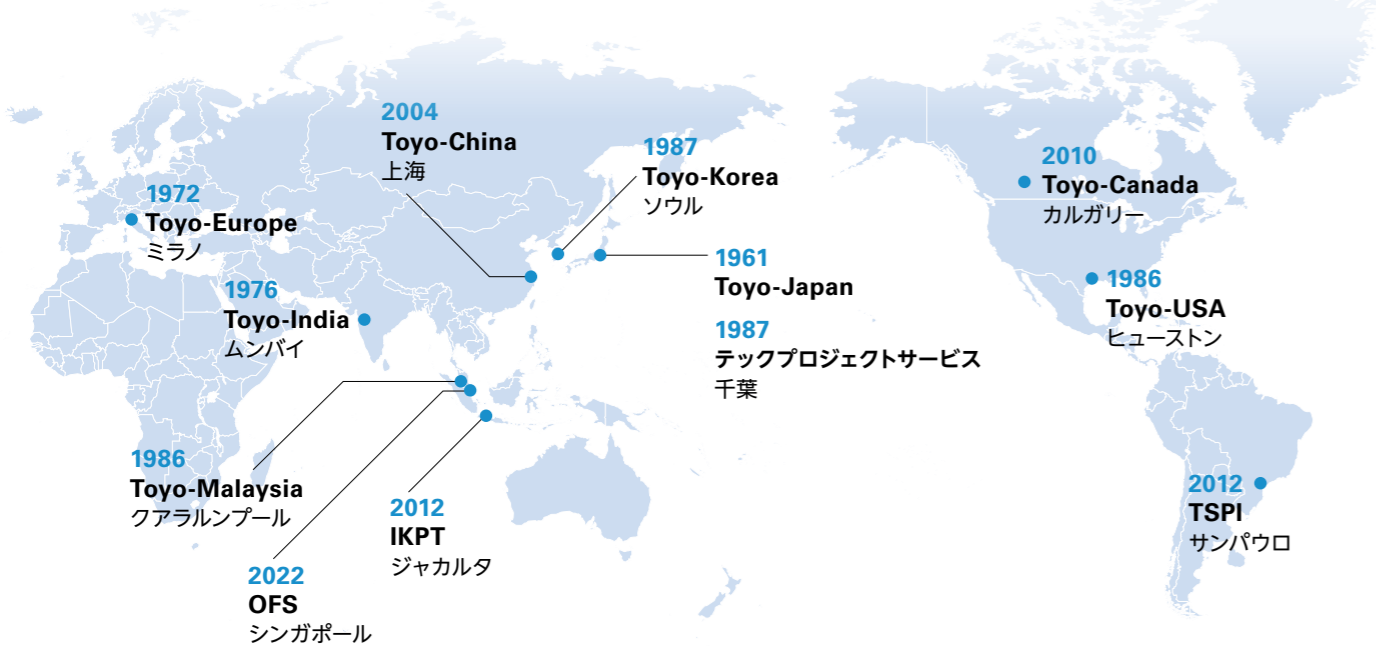 2004
Toyo-China
上海
1987
Toyo-Korea
ソウル
2010
Toyo-Canada
カルガリー
1972
Toyo-Europe
ミラノ
1976
Toyo-India
ムンバイ
1961
Toyo-Japan
1987
テックプロジェクトサービス
千葉
1986
Toyo-USA
ヒューストン
1986
Toyo-Malaysia
クアラルンプール
2012
IKPT
ジャカルタ
2022
OFS
シンガポール
2012
TSPI
サンパウロ